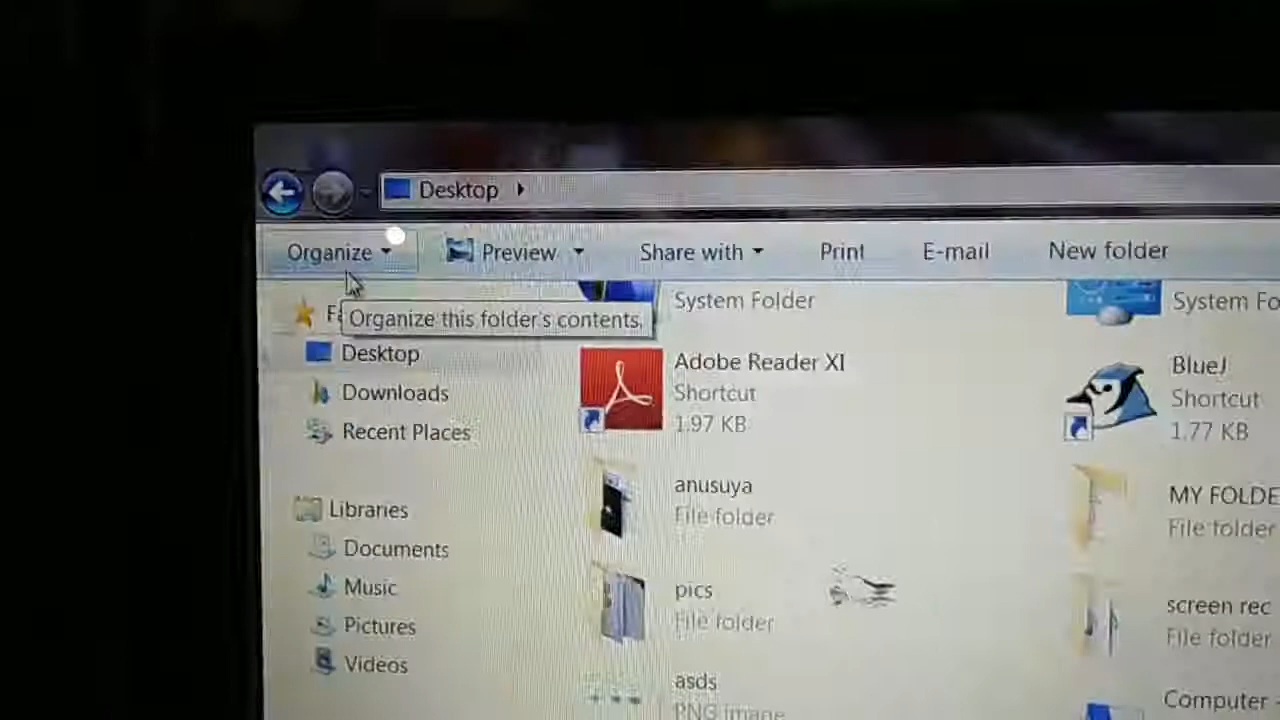 Desktop
Organize Preview Share with Print E-mail New folder
System Folder
System Fo
Organize this folder's contents.
Desktop
Downloads
Recent Places
Libraries
Documents
Music
Pictures
Videos
Adobe Reader XI
Shortcut
1.97 KB
BlueJ
Shortcut
1.77 KB
anusuya
File folder
MY FOLDE
File folder
pics
File folder
screen rec
File folder
asds
PNG image
Computer